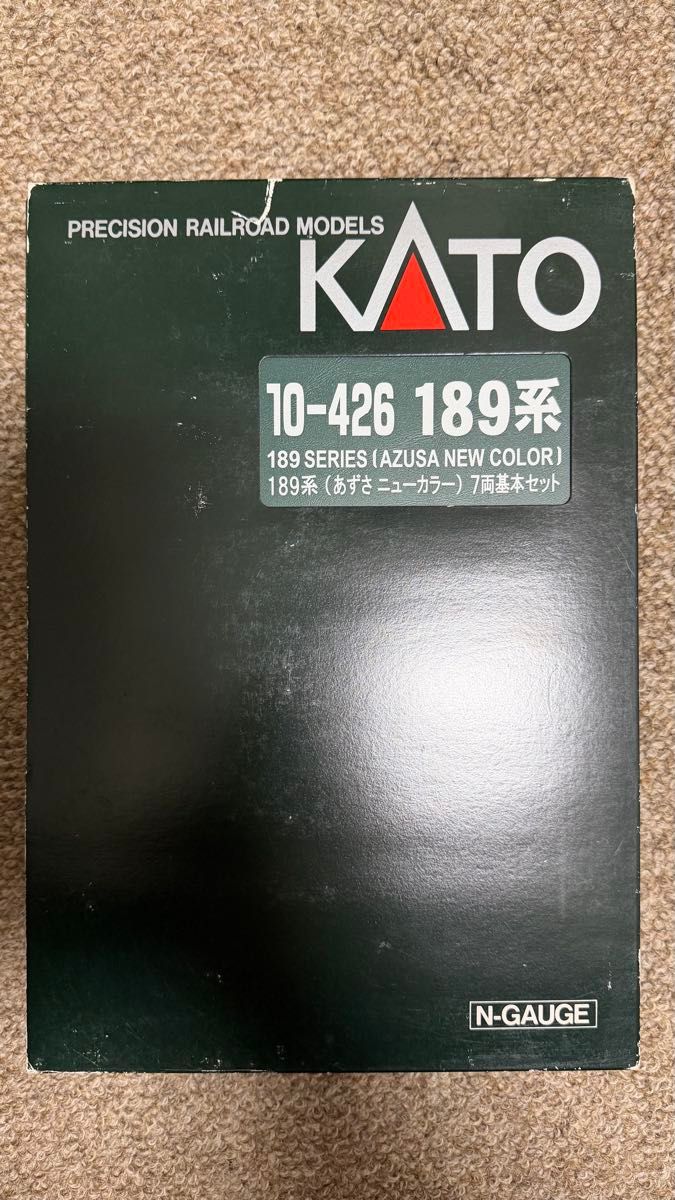 PRECISION RAILROAD MODELS
KATO
10-426 189系
189 SERIES (AZUSA NEW COLOR)
189系 (あずさ ニューカラー) 7両基本セット
N-GAUGE